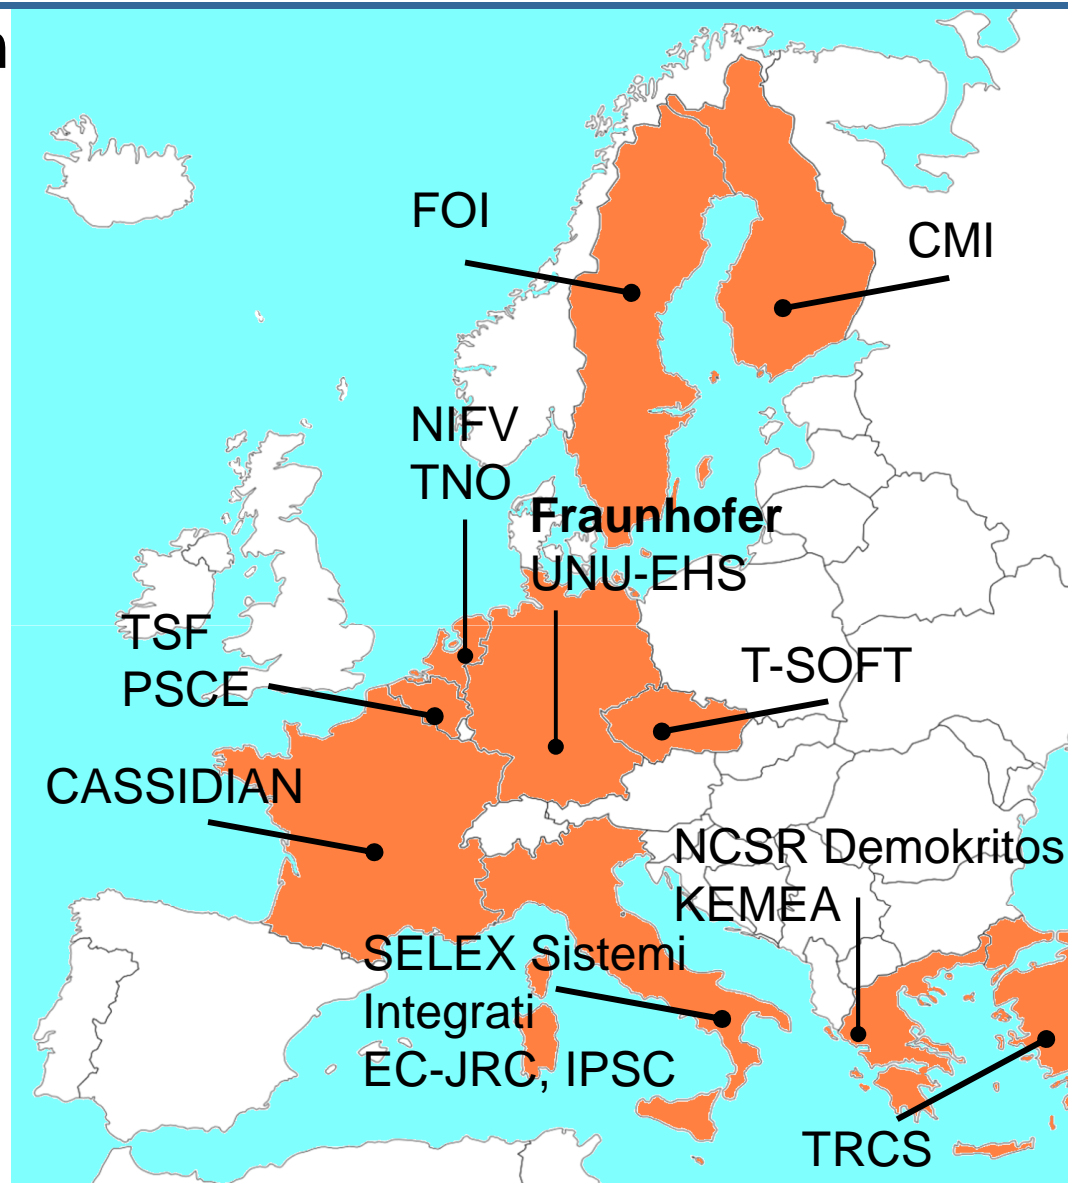 FOI
CMI
NIFV
TNO
Fraunhofer
UNU-EHS
TSF
PSCE
T-SOFT
CASSIDIAN
NCSR Demokritos
KEMEA
SELEX Sistemi
Integrati
EC-JRC, IPSC
TRCS